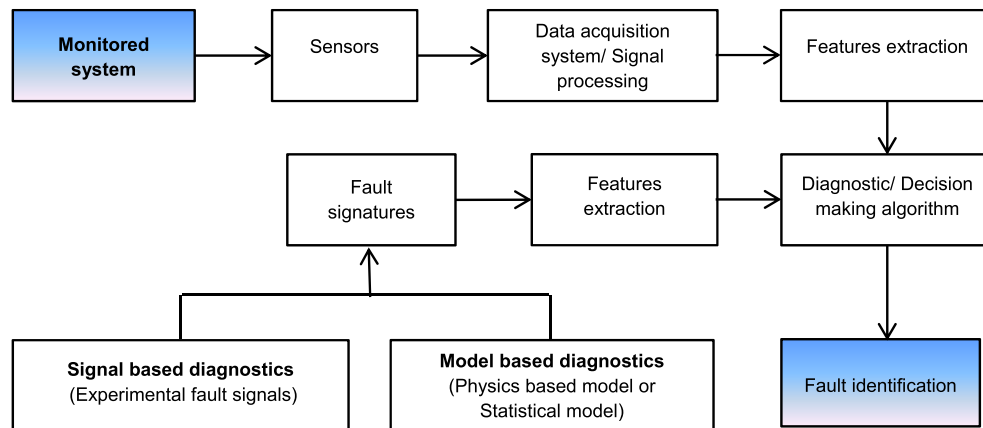 Monitored
system
Sensors
Data acquisition
system/ Signal
processing
Features extraction
Fault
signatures
Features
extraction
Diagnostic/ Decision
making algorithm
Signal based diagnostics
(Experimental fault signals)
Model based diagnostics
(Physics based model or
Statistical model)
Fault identification